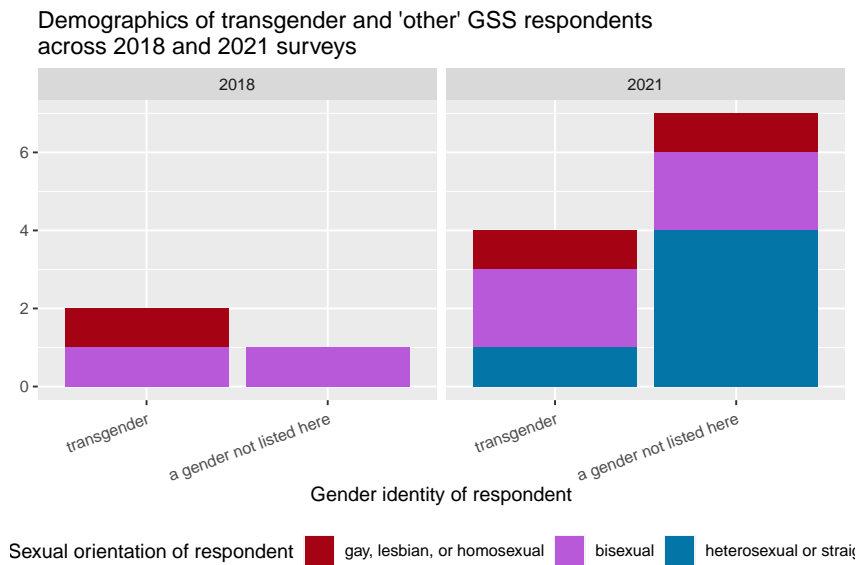 Demographics of transgender and 'other' GSS respondents
across 2018 and 2021 surveys
2018
2021
6
4
2
0
transgender
a gender not listed here
transgender
a gender not listed here
Gender identity of respondent
Sexual orientation of respondent gay, lesbian, or homosexual bisexual heterosexual or